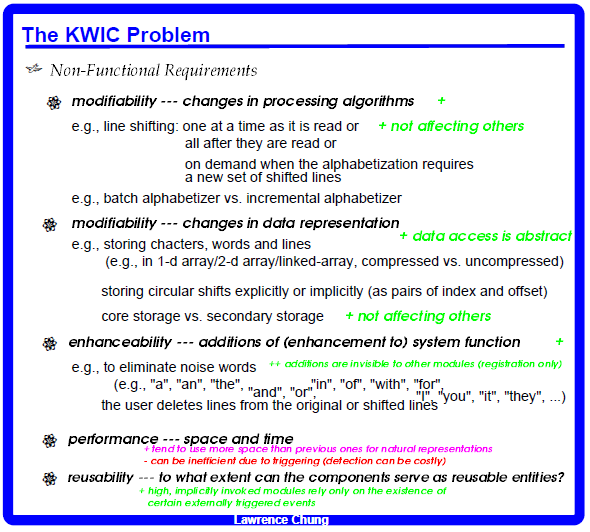 The KWIC Problem
Non-Functional Requirements
modifiability --- changes in processing algorithms +
e.g., line shifting: one at a time as it is read or + not affecting others
all after they are read or
on demand when the alphabetization requires
a new set of shifted lines
e.g., batch alphabetizer vs. incremental alphabetizer
modifiability --- changes in data representation
+ data access is abstract
e.g., storing chacters, words and lines
(e.g., in 1-d array/2-d array/linked-array, compressed vs. uncompressed)
storing circular shifts explicitly or implicitly (as pairs of index and offset)
core storage vs. secondary storage + not affecting others
enhanceability --- additions of (enhancement to) system function +
e.g., to eliminate noise words ++ additions are invisible to other modules (registration only)
(e.g., "a", "an", "the", "and", "or", "in", "of", "with", "for", "I", "you", "it", "they", ...)
the user deletes lines from the original or shifted lines
performance --- space and time
+ tend to use more space than previous ones for natural representations
- can be inefficient due to triggering (detection can be costly)
reusability --- to what extent can the components serve as reusable entities?
+ high, implicitly invoked modules rely only on the existence of
certain externally triggered events
Lawrence Chung